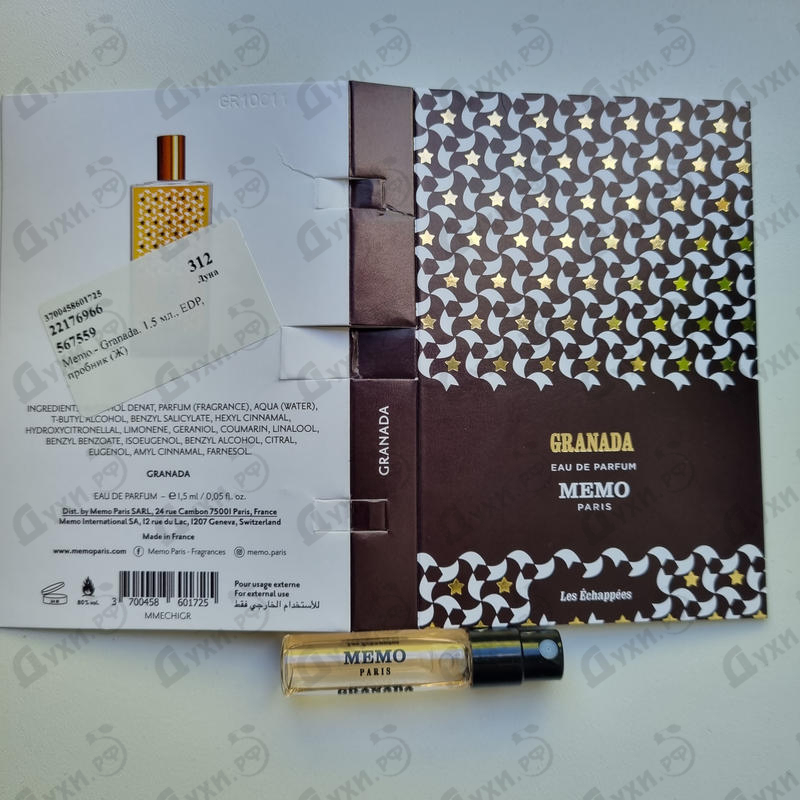 GR10C11
312
Луна
3700458601725
22176966
567559
Memo - Granada. 1.5 мл., EDP,
пробник (Ж)
INGREDIENTS: ALCOHOL DENAT, PARFUM (FRAGRANCE), AQUA (WATER),
T-BUTYL ALCOHOL, BENZYL SALICYLATE, HEXYL CINNAMAL,
HYDROXYCITRONELLAL, LIMONENE, GERANIOL, COUMARIN, LINALOOL,
BENZYL BENZOATE, ISOEUGENOL, BENZYL ALCOHOL, CITRAL,
EUGENOL, AMYL CINNAMAL, FARNESOL.
GRANADA
EAU DE PARFUM – ℮ 1,5 ml / 0,05 fl. oz.
Dist. by Memo Paris SARL, 24 rue Cambon 75001 Paris, France
Memo International SA, 12 rue du Lac, 1207 Geneva, Switzerland
Made in France
www.memoparis.com Memo Paris - Fragrances memo.paris
80% vol.
3 700458 601725
MMECHIGR
Pour usage externe
For external use
للاستخدام الخارجي فقط
GRANADA
GRANADA
EAU DE PARFUM
MEMO
PARIS
Les Échappées
MEMO
PARIS
GRANADA
Духи.РФ